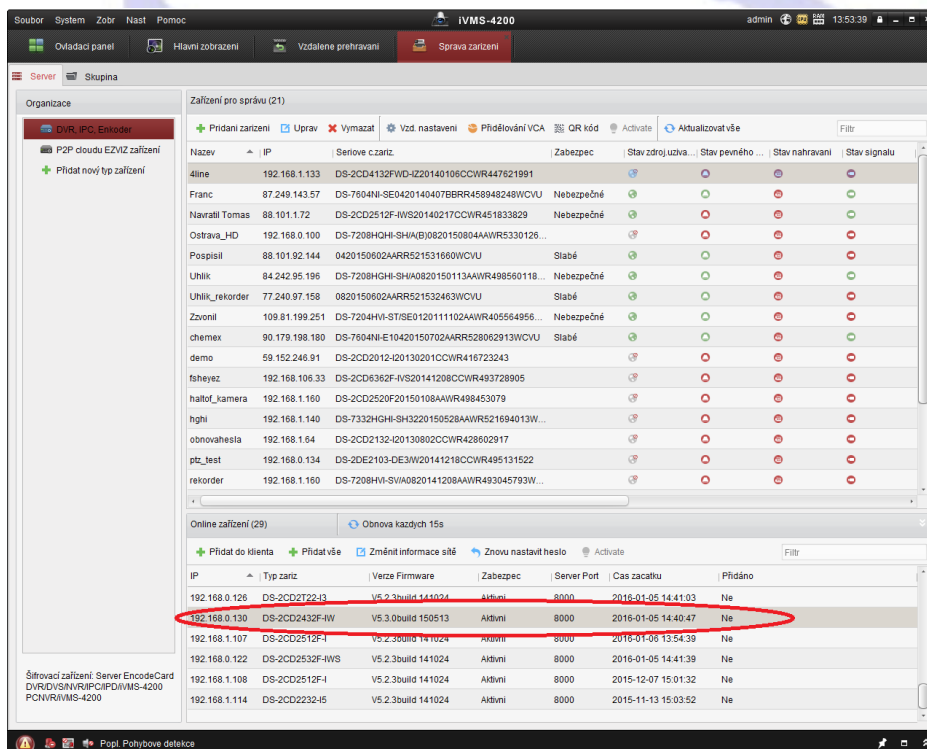 Soubor System Zobr Nast Pomoc iVMS-4200 admin 13:53:39
Ovladaci panel Hlavni zobrazeni Vzdalene prehravani Sprava zarizeni
Server Skupina
Organizace
DVR, IPC, Enkoder
P2P cloudu EZVIZ zařízení
Přidat nový typ zařízení
Šifrovací zařízení: Server EncodeCard
DVR/DVS/NVR/IPC/IPD/iVMS-4200
PCNVR/iVMS-4200
Zařízení pro správu (21)
Pridani zarizeni Uprav Vymazat Vzd. nastaveni Přidělování VCA QR kód Activate Aktualizovat vše Filtr
Nazev IP Seriove c.zariz. Zabezpec Stav zdroj.uziva... Stav pevného ... Stav nahravani Stav signalu
4line 192.168.1.133 DS-2CD4132FWD-IZ20140106CCWR447621991
Franc 87.249.143.57 DS-7604NI-SE0420140407BBRR458948248WCVU Nebezpečné
Navratil Tomas 88.101.1.72 DS-2CD2512F-IWS20140217CCWR451833829 Nebezpečné
Ostrava_HD 192.168.0.100 DS-7208HQHI-SH/A(B)0820150804AAWR5330126...
Pospisil 88.101.92.144 0420150602AARR521531660WCVU Slabé
Uhlik 84.242.95.196 DS-7208HGHI-SH/A0820150113AAWR498560118... Nebezpečné
Uhlik_rekorder 77.240.97.158 0820150602AARR521532463WCVU Slabé
Zzvonil 109.81.199.251 DS-7204HVI-ST/SE0120111102AAWR405564956... Nebezpečné
chemex 90.179.198.180 DS-7604NI-E10420150702AARR528062913WCVU Slabé
demo 59.152.246.91 DS-2CD2012-I20130201CCWR416723243
fsheyez 192.168.106.33 DS-2CD6362F-IVS20141208CCWR493728905
haltof_kamera 192.168.1.160 DS-2CD2520F20150108AAWR498453079
hghi 192.168.1.140 DS-7332HGHI-SH3220150528AAWR521694013W...
obnovahesla 192.168.1.64 DS-2CD2132-I20130802CCWR428602917
ptz_test 192.168.0.134 DS-2DE2103-DE3/W20141218CCWR495131522
rekorder 192.168.1.160 DS-7208HVI-SV/A0820141208AAWR493045793W...
Online zařízení (29) Obnova kazdych 15s
Přidat do klienta Přidat vše Změnit informace sítě Znovu nastavit heslo Activate Filtr
IP Typ zariz Verze Firmware Zabezpec Server Port Cas zacatku Přidáno
192.168.0.126 DS-2CD2T22-I3 V5.2.3build 141024 Aktivni 8000 2016-01-05 14:41:03 Ne
192.168.0.130 DS-2CD2432F-IW V5.3.0build 150513 Aktivni 8000 2016-01-05 14:40:47 Ne
192.168.1.107 DS-2CD2512F-I V5.2.3build 141024 Aktivni 8000 2016-01-06 13:54:39 Ne
192.168.0.122 DS-2CD2532F-IWS V5.2.3build 141024 Aktivni 8000 2016-01-05 14:41:39 Ne
192.168.1.108 DS-2CD2512F-I V5.2.3build 141024 Aktivni 8000 2015-12-07 15:01:32 Ne
192.168.1.114 DS-2CD2232-I5 V5.2.3build 141024 Aktivni 8000 2015-11-13 15:03:52 Ne
Popl. Pohybove detekce